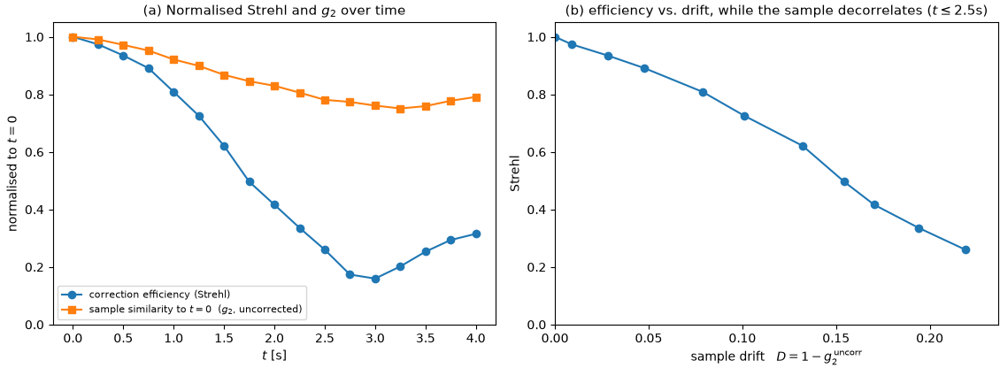 (a) Normalised Strehl and g₂ over time
normalised to t = 0
1.0
0.8
0.6
0.4
0.2
0.0
correction efficiency (Strehl)
sample similarity to t = 0 (g₂, uncorrected)
0.0 0.5 1.0 1.5 2.0 2.5 3.0 3.5 4.0
t [s]
(b) efficiency vs. drift, while the sample decorrelates (t ≤ 2.5s)
Strehl
1.0
0.8
0.6
0.4
0.2
0.0
0.00 0.05 0.10 0.15 0.20
sample drift D = 1 − g₂ᵘⁿᶜᵒʳʳ